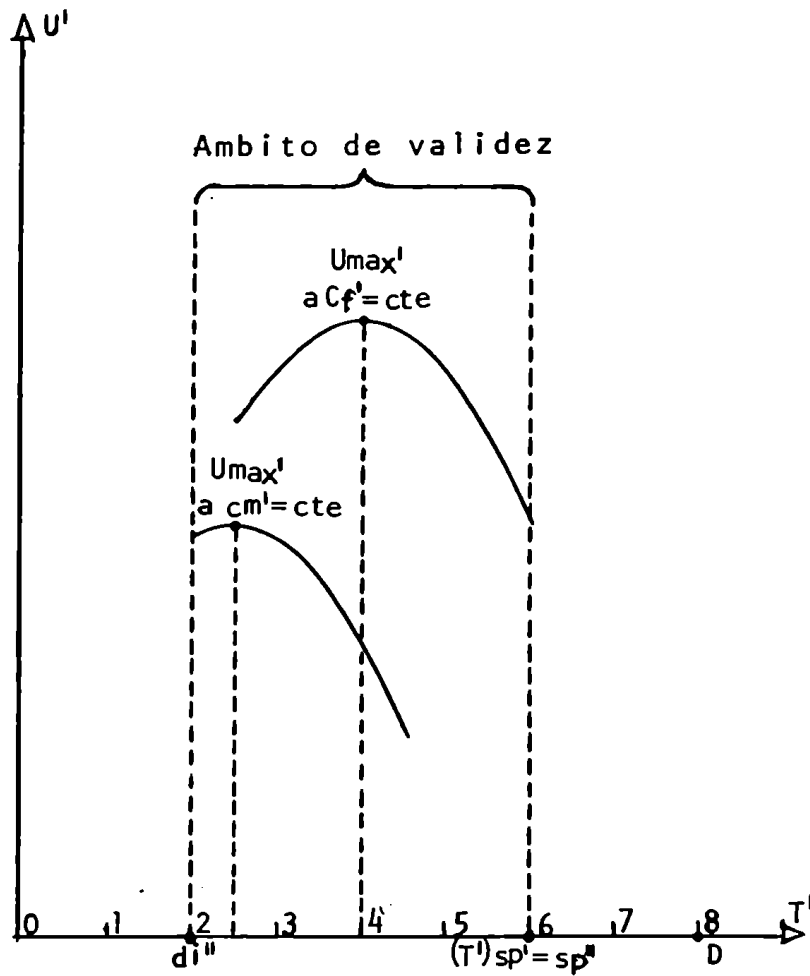 U'
Ambito de validez
Umax'
a Cf'=cte
Umax'
a cm'=cte
0 1 2 3 4 5 6 7 8 T'
di" (T')sp'=sp" D